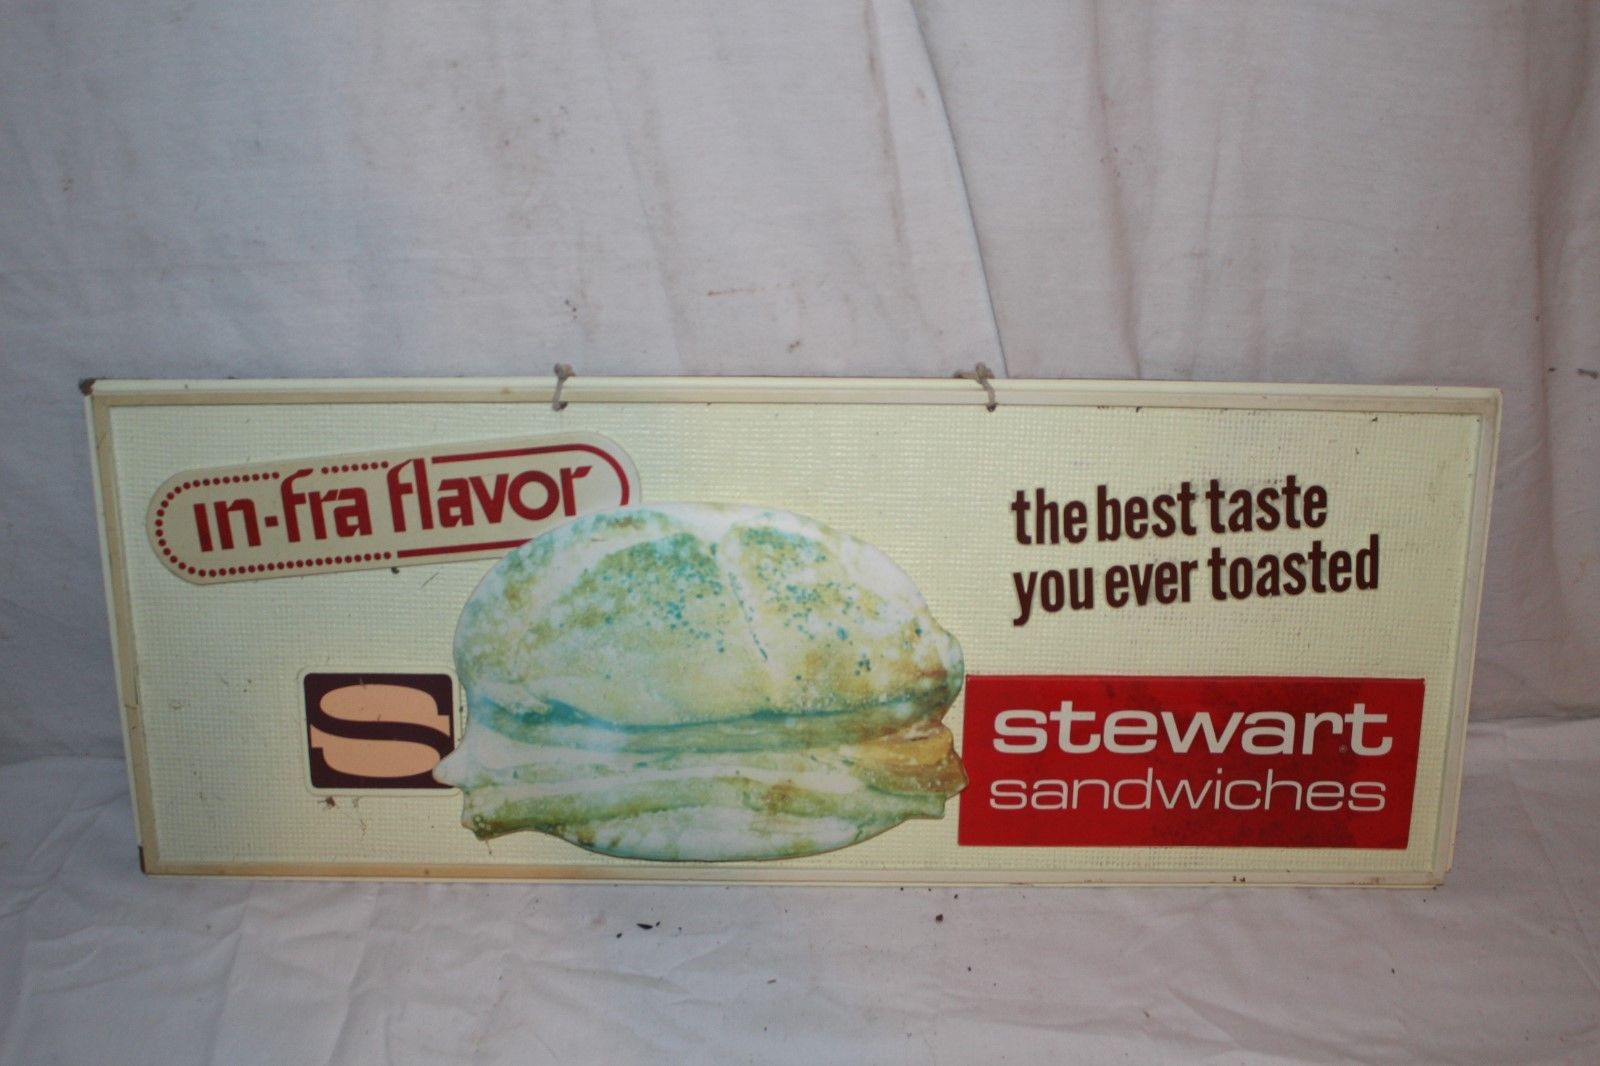 in-fra flavor
the best taste
you ever toasted
S
stewart®
sandwiches